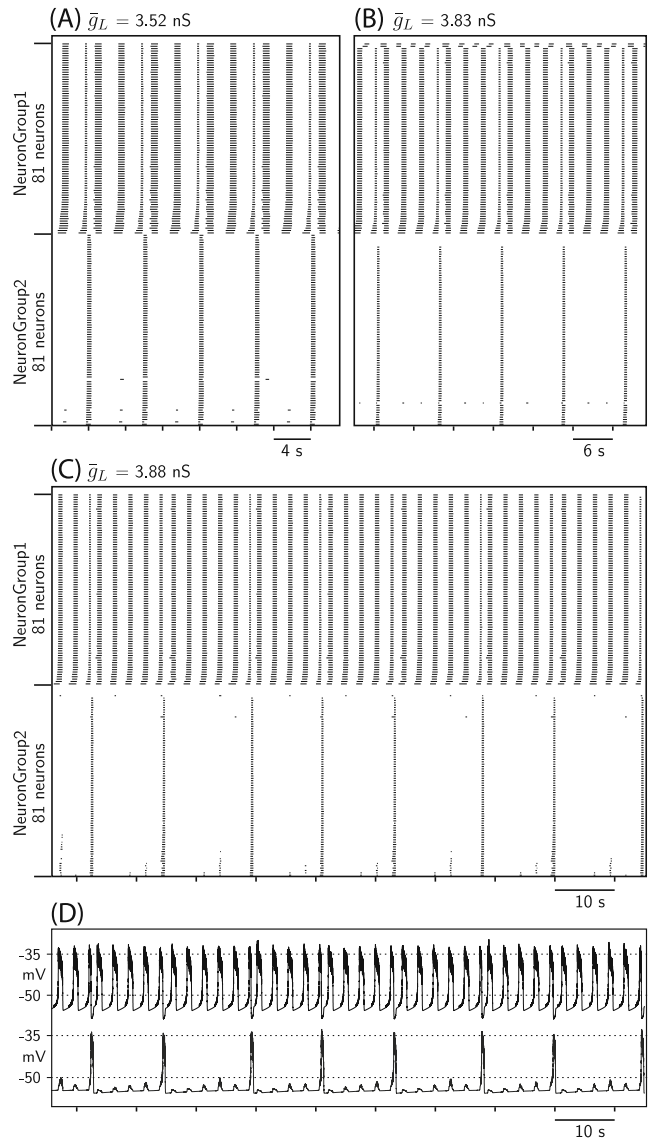 (A) ḡL = 3.52 nS
(B) ḡL = 3.83 nS
NeuronGroup1
81 neurons
NeuronGroup2
81 neurons
4 s
6 s
(C) ḡL = 3.88 nS
NeuronGroup1
81 neurons
NeuronGroup2
81 neurons
10 s
(D)
-35
mV
-50
-35
mV
-50
10 s